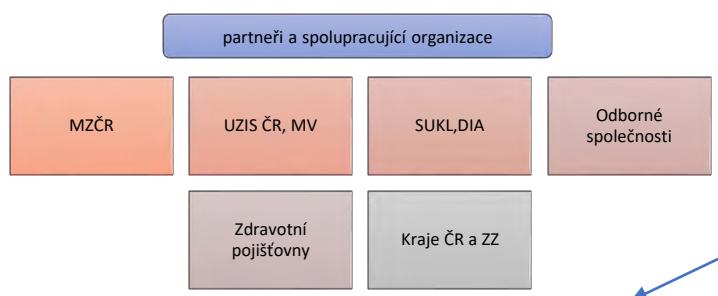 partneři a spolupracující organizace
MZČR
UZIS ČR, MV
SUKL,DIA
Odborné
společnosti
Zdravotní
pojišťovny
Kraje ČR a ZZ